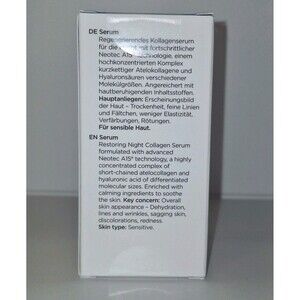 DE Serum
Regenerierendes Kollagenserum
für die Nacht mit fortschrittlicher
Neotec A15® Technologie, einem
hochkonzentrierten Komplex
kurzkettiger Atelokollagene und
Hyaluronsäuren verschiedener
Molekülgrößen. Angereichert mit
hautberuhigenden Inhaltsstoffen.
Hauptanliegen: Erscheinungsbild
der Haut – Trockenheit, feine Linien
und Fältchen, weniger Elastizität,
Verfärbungen, Rötungen.
Für sensible Haut.
EN Serum
Restoring Night Collagen Serum
formulated with advanced
Neotec A15® technology, a highly
concentrated complex of
short-chained atelocollagen and
hyaluronic acid of differentiated
molecular sizes. Enriched with
calming ingredients to soothe
the skin. Key concern: Overall
skin appearance – Dehydration,
lines and wrinkles, sagging skin,
discolorations, redness.
Skin type: Sensitive.